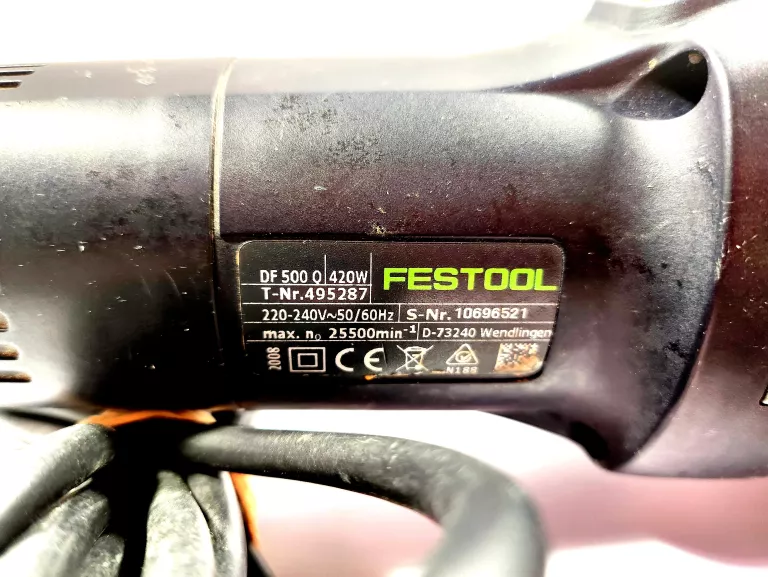 DF 500 Q 420W FESTOOL
T-Nr.495287
220-240V~50/60Hz S-Nr. 10696521
max. n₀ 25500min⁻¹ D-73240 Wendlingen
2008 CE N188